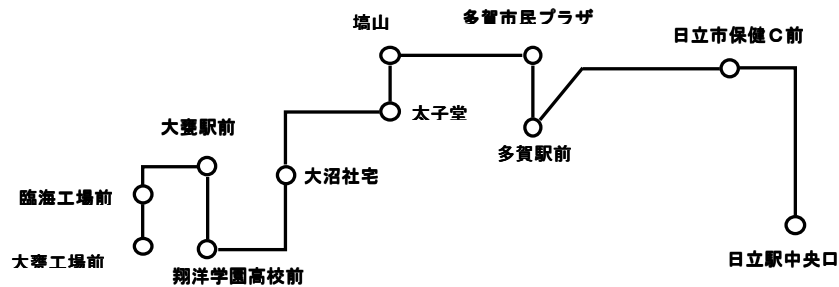 多賀市民プラザ
塙山
日立市保健C前
太子堂
大甕駅前
多賀駅前
大沼社宅
臨海工場前
大甕工場前
日立駅中央口
翔洋学園高校前